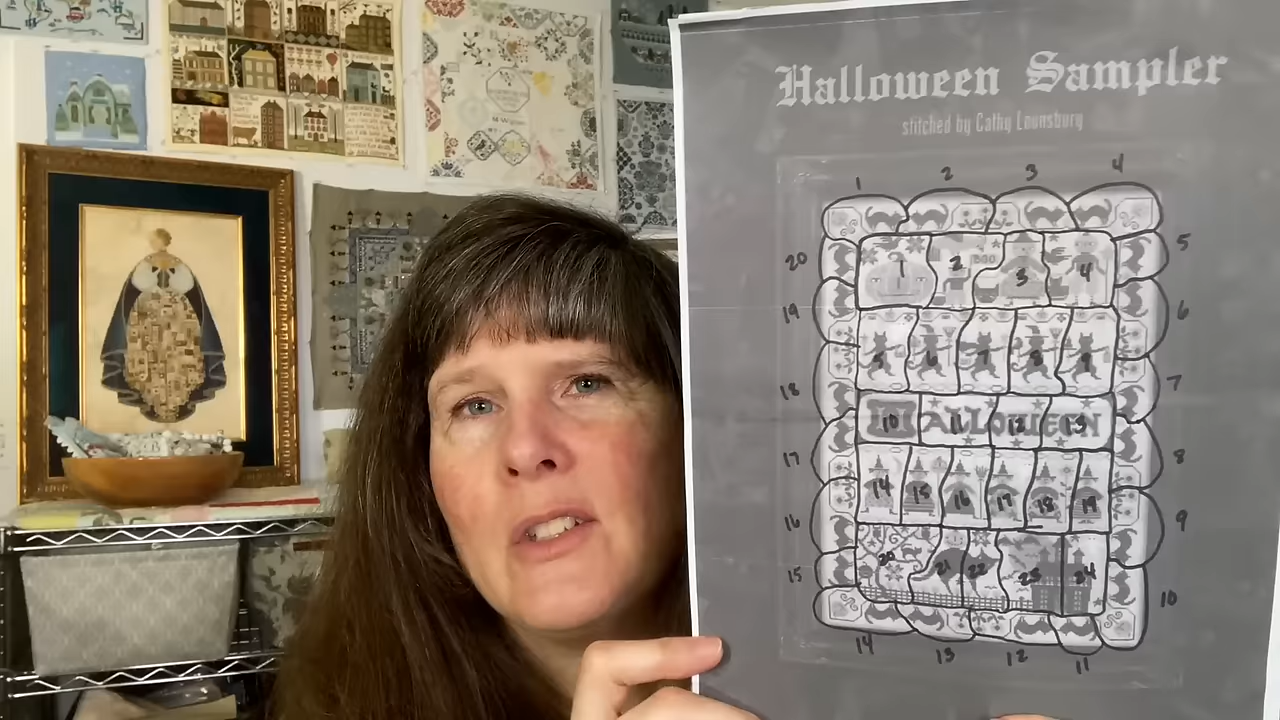 Halloween Sampler
stitched by Cathy Lounsbury
1 2 3 4
20 1 2 BOO 3 4 5
19 6
5 6 7 8 9
18 7
10 11 12 13
HALLOWEEN
17 8
14 15 16 17 18 19
16 9
20 21 22 23 24
15 10
14 13 12 11